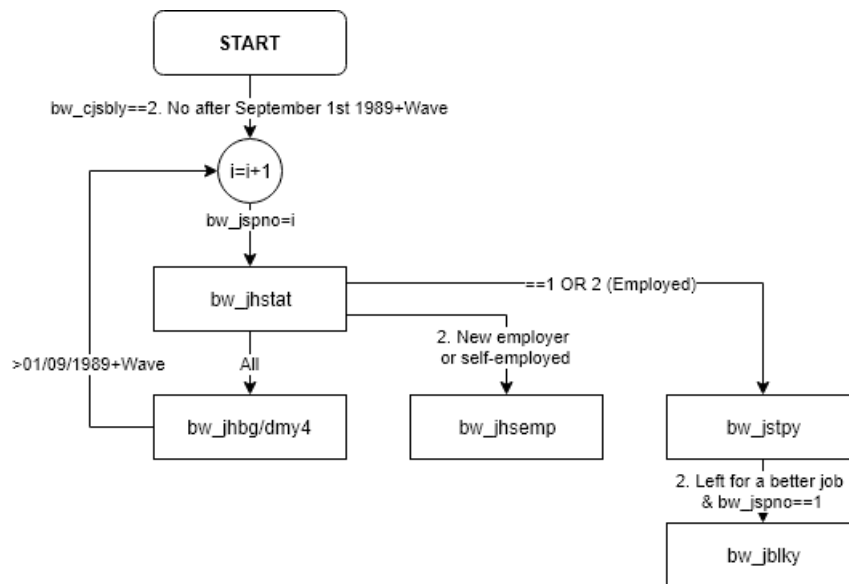 START
bw_cjsbly==2. No after September 1st 1989+Wave
i=i+1
bw_jspno=i
bw_jhstat
==1 OR 2 (Employed)
2. New employer
or self-employed
>01/09/1989+Wave
All
bw_jhbg/dmy4
bw_jhsemp
bw_jstpy
2. Left for a better job
& bw_jspno==1
bw_jblky